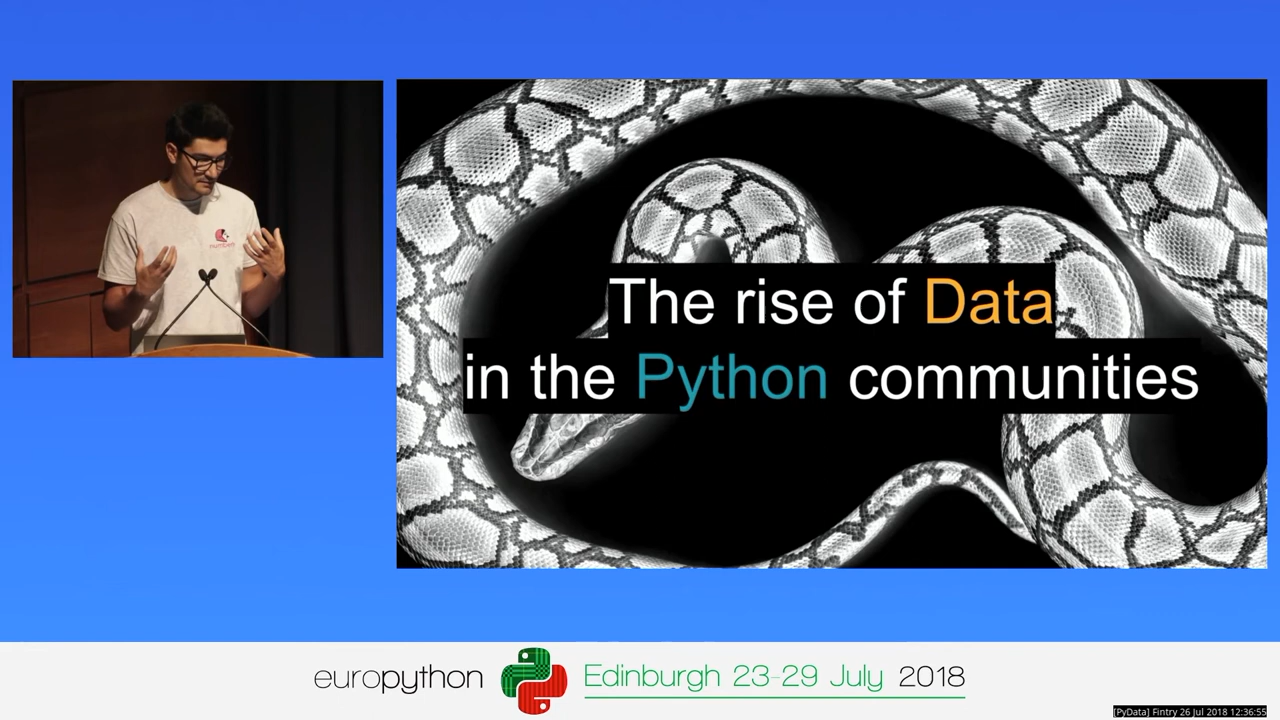 The rise of Data
in the Python communities
europython
Edinburgh 23-29 July 2018
[PyData] Fintry 26 Jul 2018 12:36:55